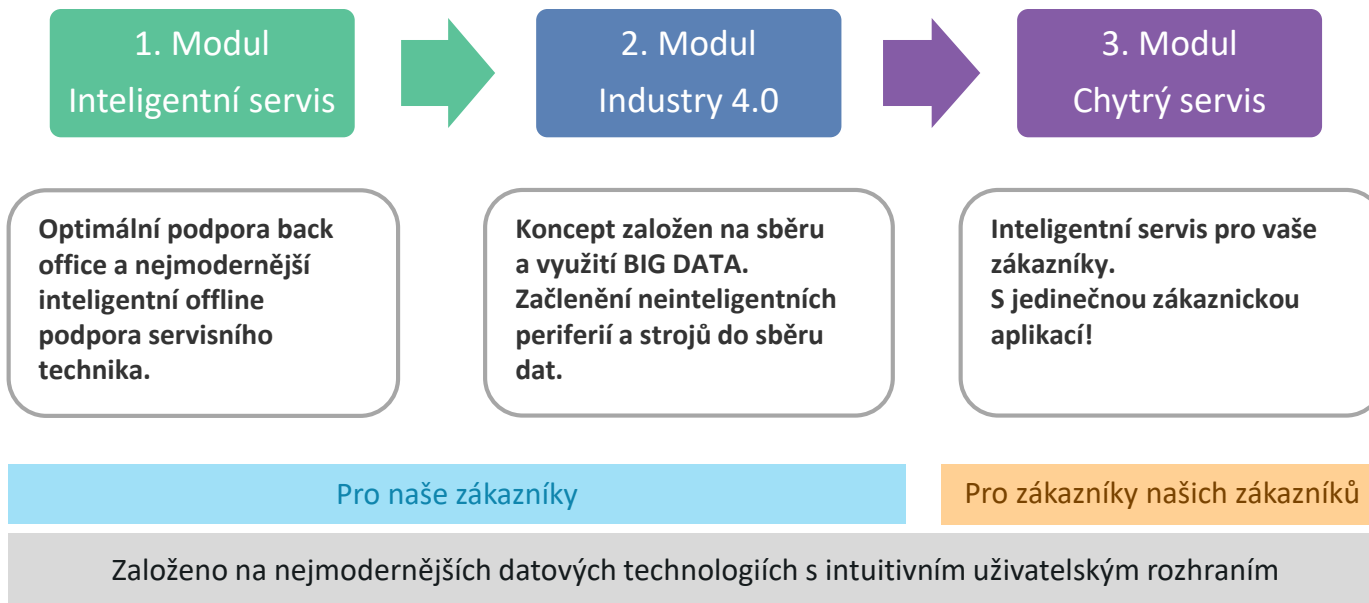 1. Modul
Inteligentní servis
2. Modul
Industry 4.0
3. Modul
Chytrý servis
Optimální podpora back
office a nejmodernější
inteligentní offline
podpora servisního
technika.
Koncept založen na sběru
a využití BIG DATA.
Začlenění neinteligentních
periferií a strojů do sběru
dat.
Inteligentní servis pro vaše
zákazníky.
S jedinečnou zákaznickou
aplikací!
Pro naše zákazníky
Pro zákazníky našich zákazníků
Založeno na nejmodernějších datových technologiích s intuitivním uživatelským rozhraním